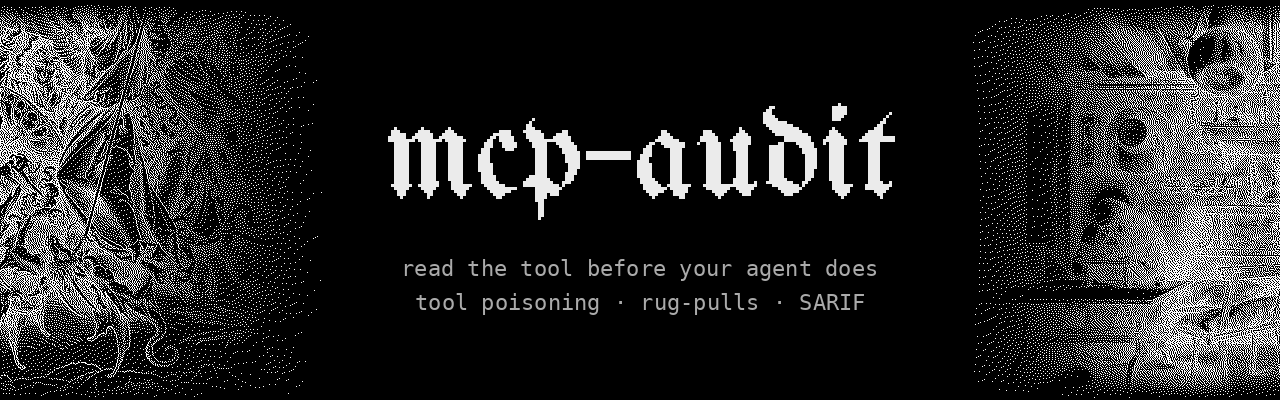 mcp-audit
read the tool before your agent does
tool poisoning · rug-pulls · SARIF